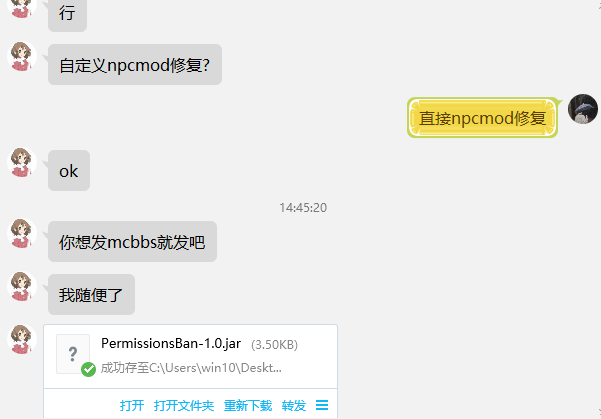 行
自定义npcmod修复?
直接npcmod修复
ok
14:45:20
你想发mcbbs就发吧
我随便了
PermissionsBan-1.0.jar (3.50KB)
成功存至C:\Users\win10\Deskt...
打开 打开文件夹 重新下载 转发